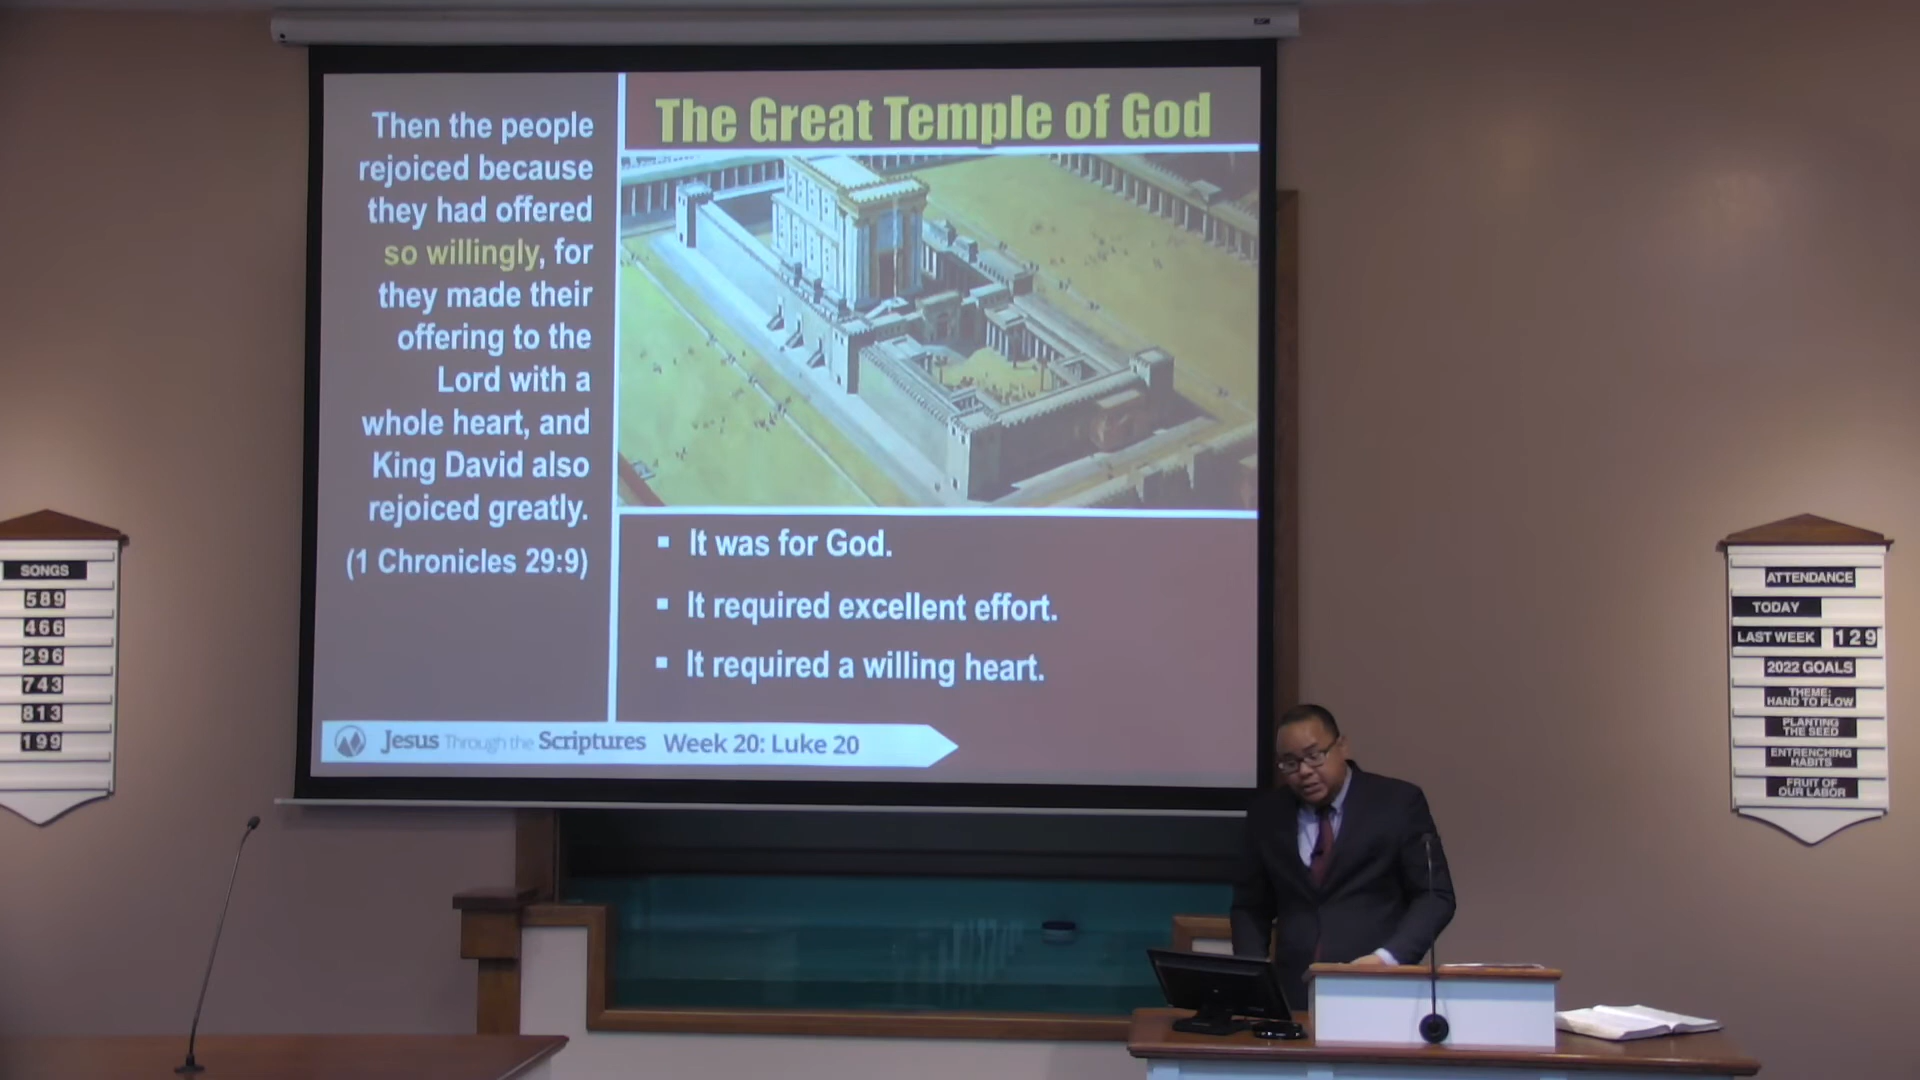 The Great Temple of God
Then the people
rejoiced because
they had offered
so willingly, for
they made their
offering to the
Lord with a
whole heart, and
King David also
rejoiced greatly.
(1 Chronicles 29:9)
▪ It was for God.
▪ It required excellent effort.
▪ It required a willing heart.
Jesus Through the Scriptures Week 20: Luke 20
SONGS
589
466
296
743
813
199
ATTENDANCE
TODAY
LAST WEEK 129
2022 GOALS
THEME:
HAND TO PLOW
PLANTING
THE SEED
ENTRENCHING
HABITS
FRUIT OF
OUR LABOR